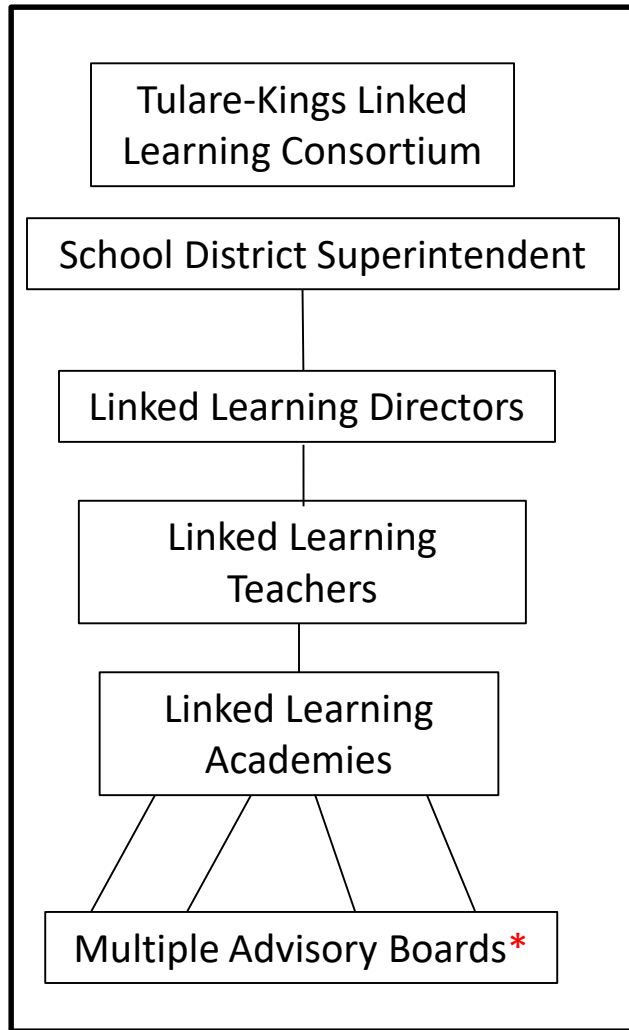 Tulare-Kings Linked
Learning Consortium
School District Superintendent
Linked Learning Directors
Linked Learning
Teachers
Linked Learning
Academies
Multiple Advisory Boards*